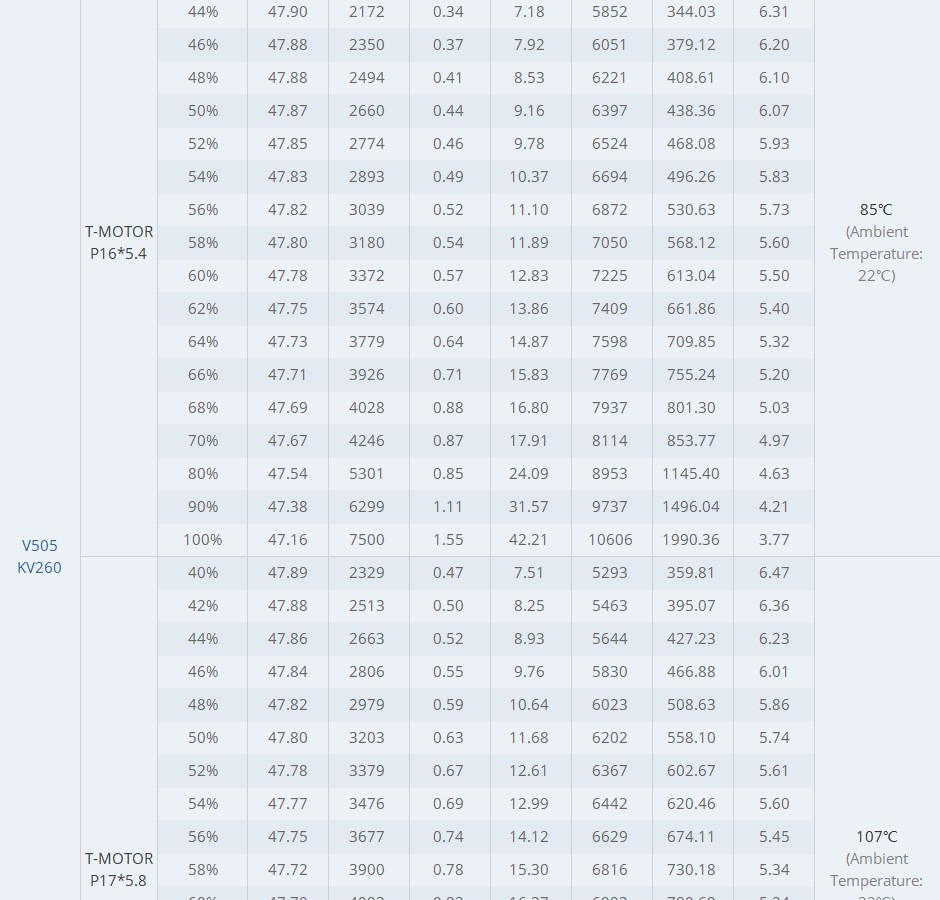 44% 47.90 2172 0.34 7.18 5852 344.03 6.31
46% 47.88 2350 0.37 7.92 6051 379.12 6.20
48% 47.88 2494 0.41 8.53 6221 408.61 6.10
50% 47.87 2660 0.44 9.16 6397 438.36 6.07
52% 47.85 2774 0.46 9.78 6524 468.08 5.93
54% 47.83 2893 0.49 10.37 6694 496.26 5.83
56% 47.82 3039 0.52 11.10 6872 530.63 5.73 85℃
T-MOTOR (Ambient
58% 47.80 3180 0.54 11.89 7050 568.12 5.60
P16*5.4 Temperature:
60% 47.78 3372 0.57 12.83 7225 613.04 5.50 22℃)
62% 47.75 3574 0.60 13.86 7409 661.86 5.40
64% 47.73 3779 0.64 14.87 7598 709.85 5.32
66% 47.71 3926 0.71 15.83 7769 755.24 5.20
68% 47.69 4028 0.88 16.80 7937 801.30 5.03
70% 47.67 4246 0.87 17.91 8114 853.77 4.97
80% 47.54 5301 0.85 24.09 8953 1145.40 4.63
90% 47.38 6299 1.11 31.57 9737 1496.04 4.21
100% 47.16 7500 1.55 42.21 10606 1990.36 3.77
V505
KV260
40% 47.89 2329 0.47 7.51 5293 359.81 6.47
42% 47.88 2513 0.50 8.25 5463 395.07 6.36
44% 47.86 2663 0.52 8.93 5644 427.23 6.23
46% 47.84 2806 0.55 9.76 5830 466.88 6.01
48% 47.82 2979 0.59 10.64 6023 508.63 5.86
50% 47.80 3203 0.63 11.68 6202 558.10 5.74
52% 47.78 3379 0.67 12.61 6367 602.67 5.61
54% 47.77 3476 0.69 12.99 6442 620.46 5.60
56% 47.75 3677 0.74 14.12 6629 674.11 5.45 107℃
T-MOTOR (Ambient
58% 47.72 3900 0.78 15.30 6816 730.18 5.34
P17*5.8 Temperature: